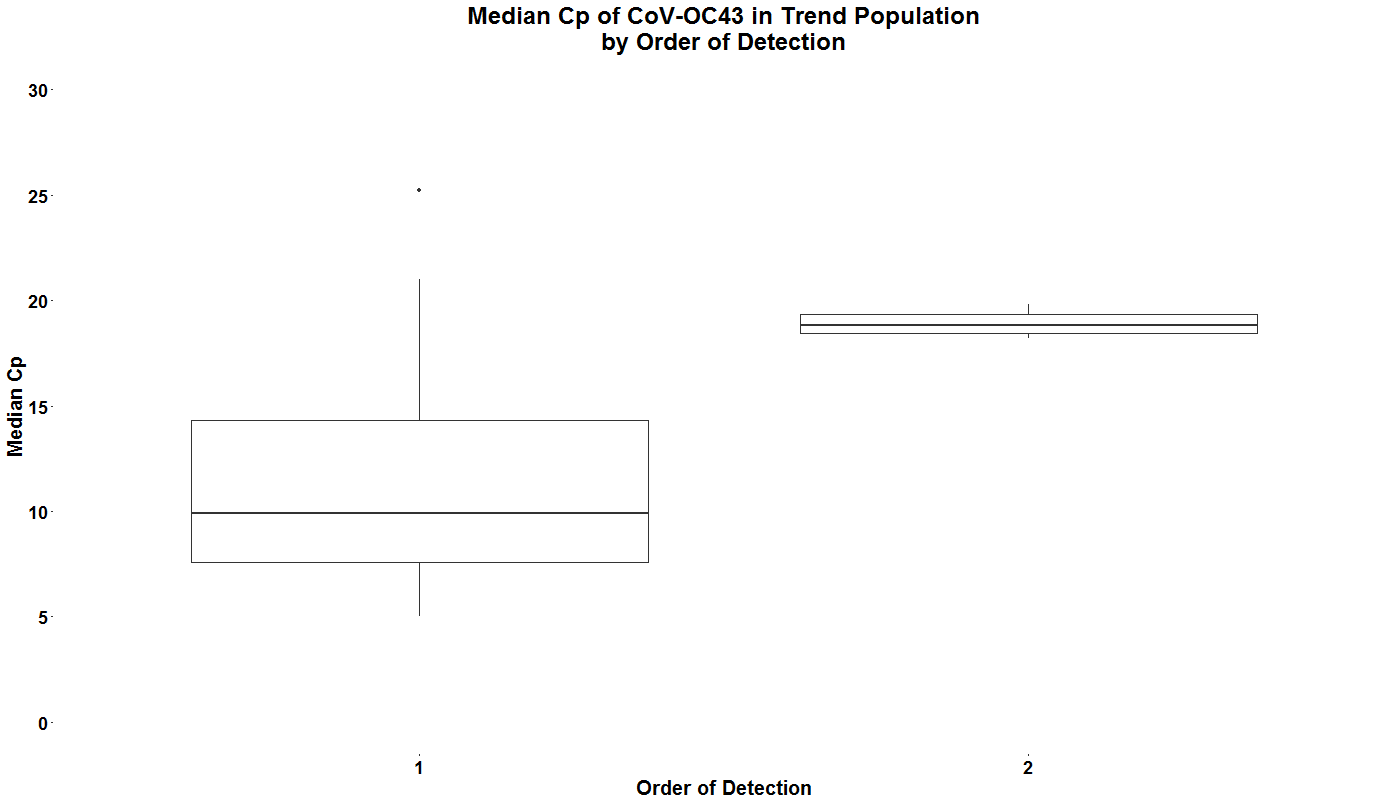 Median Cp of CoV-OC43 in Trend Population
by Order of Detection
30
25
20
15
10
5
0
Median Cp
1
2
Order of Detection